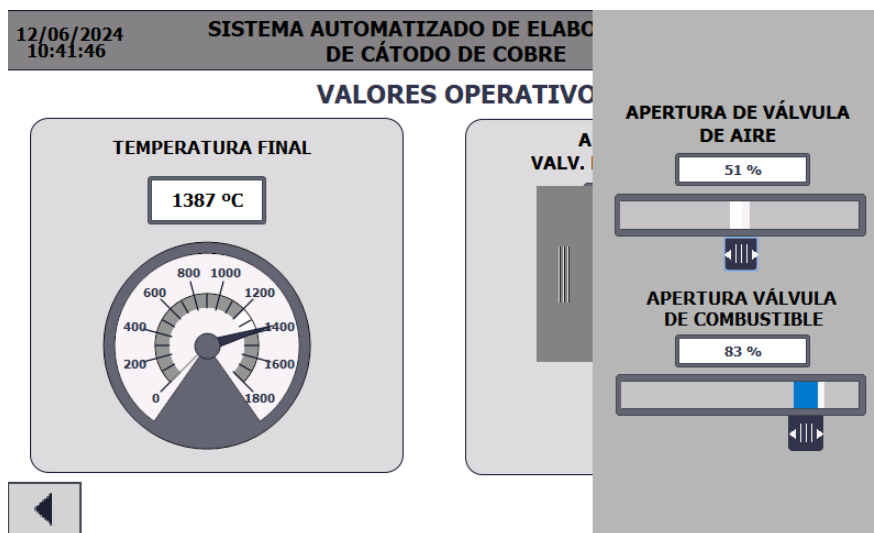 12/06/2024
10:41:46
SISTEMA AUTOMATIZADO DE ELABO
DE CÁTODO DE COBRE
VALORES OPERATIVO
TEMPERATURA FINAL
1387 ºC
0
200
400
600
800
1000
1200
1400
1600
1800
A
VALV.
APERTURA DE VÁLVULA
DE AIRE
51 %
APERTURA VÁLVULA
DE COMBUSTIBLE
83 %